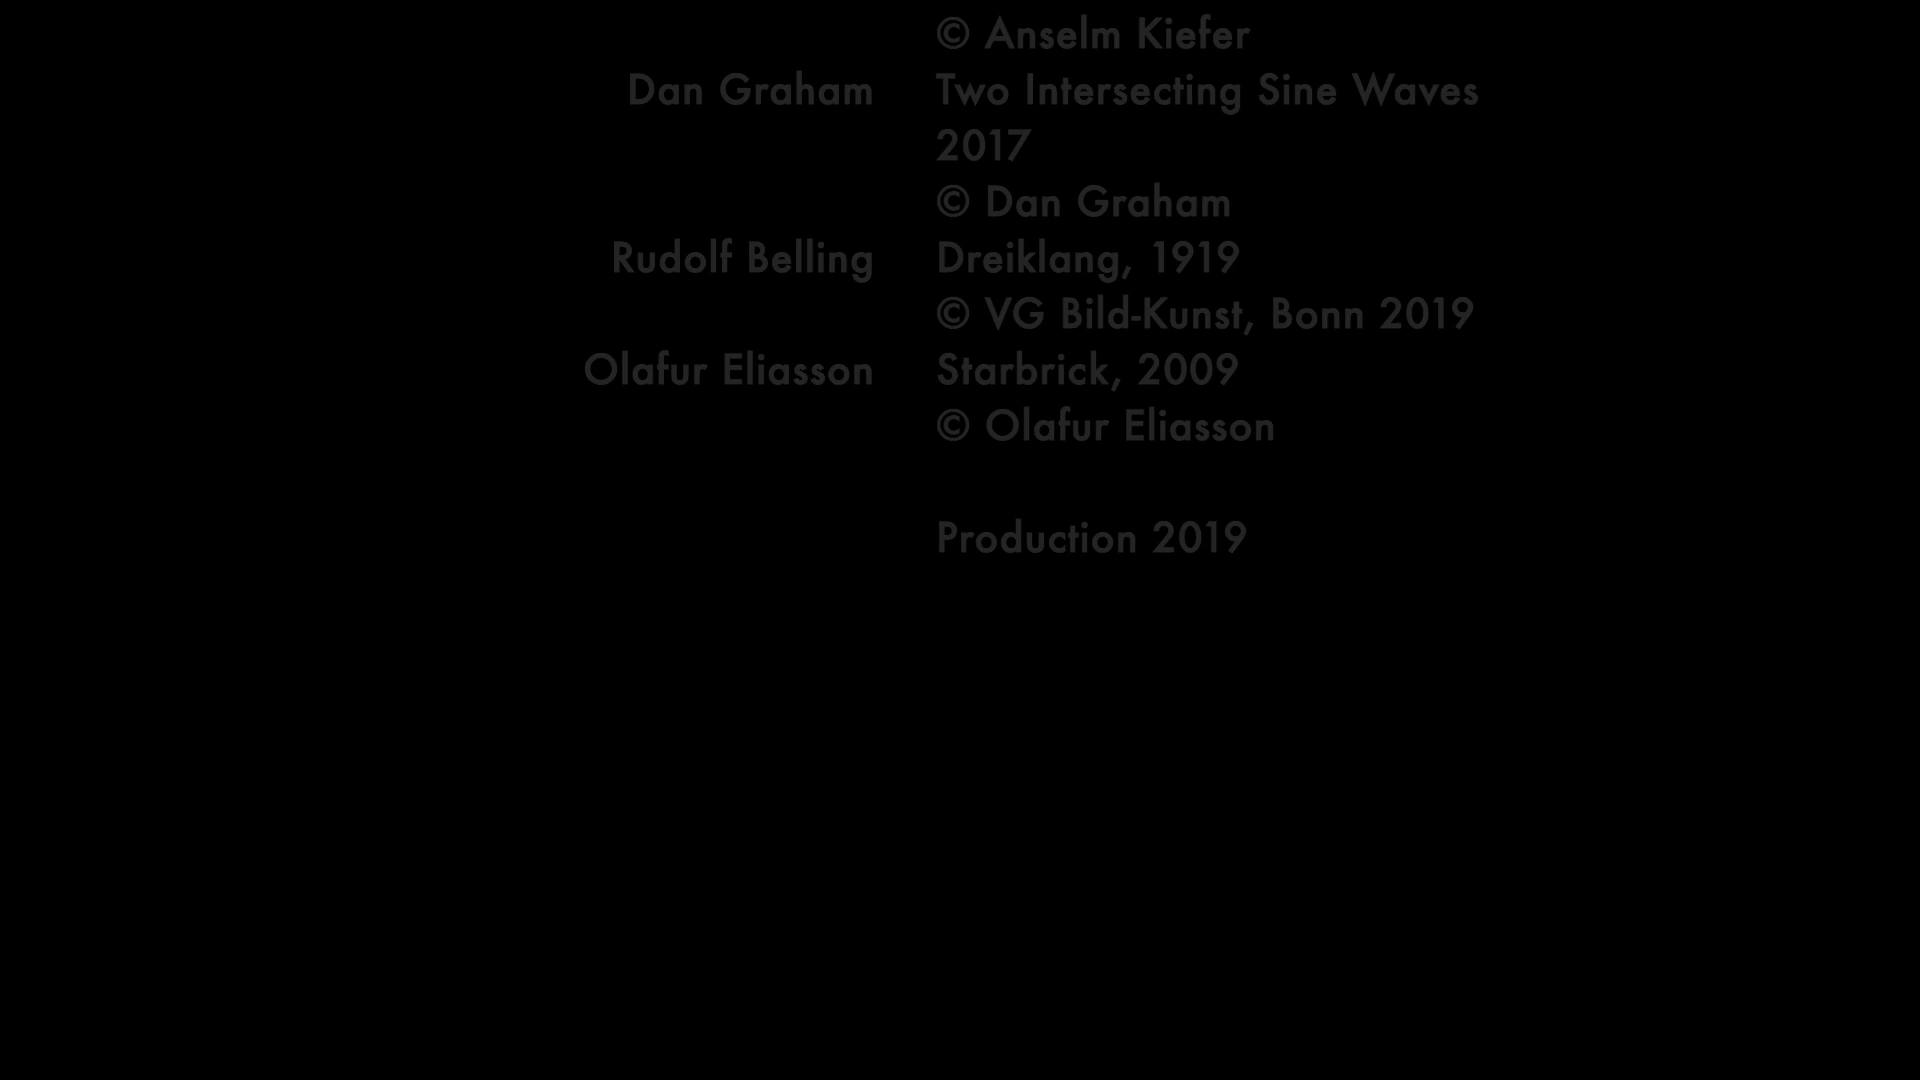 © Anselm Kiefer
Dan Graham Two Intersecting Sine Waves
2017
© Dan Graham
Rudolf Belling Dreiklang, 1919
© VG Bild-Kunst, Bonn 2019
Olafur Eliasson Starbrick, 2009
© Olafur Eliasson
Production 2019